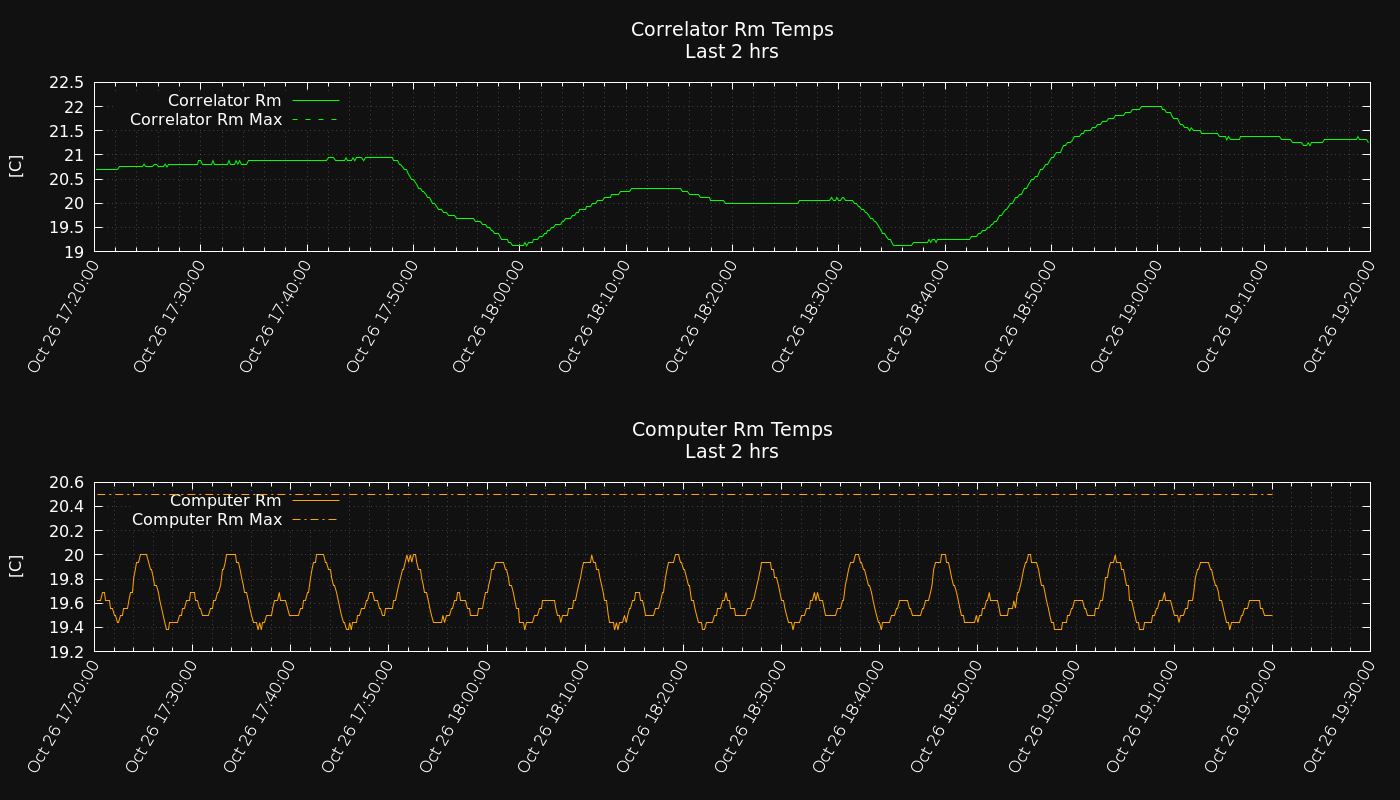 Correlator Rm Temps
Last 2 hrs
22.5
22
21.5
21
20.5
20
19.5
19
[C]
Correlator Rm
Correlator Rm Max
Oct 26 17:20:00
Oct 26 17:30:00
Oct 26 17:40:00
Oct 26 17:50:00
Oct 26 18:00:00
Oct 26 18:10:00
Oct 26 18:20:00
Oct 26 18:30:00
Oct 26 18:40:00
Oct 26 18:50:00
Oct 26 19:00:00
Oct 26 19:10:00
Oct 26 19:20:00
Computer Rm Temps
Last 2 hrs
20.6
20.4
20.2
20
19.8
19.6
19.4
19.2
[C]
Computer Rm
Computer Rm Max
Oct 26 17:20:00
Oct 26 17:30:00
Oct 26 17:40:00
Oct 26 17:50:00
Oct 26 18:00:00
Oct 26 18:10:00
Oct 26 18:20:00
Oct 26 18:30:00
Oct 26 18:40:00
Oct 26 18:50:00
Oct 26 19:00:00
Oct 26 19:10:00
Oct 26 19:20:00
Oct 26 19:30:00